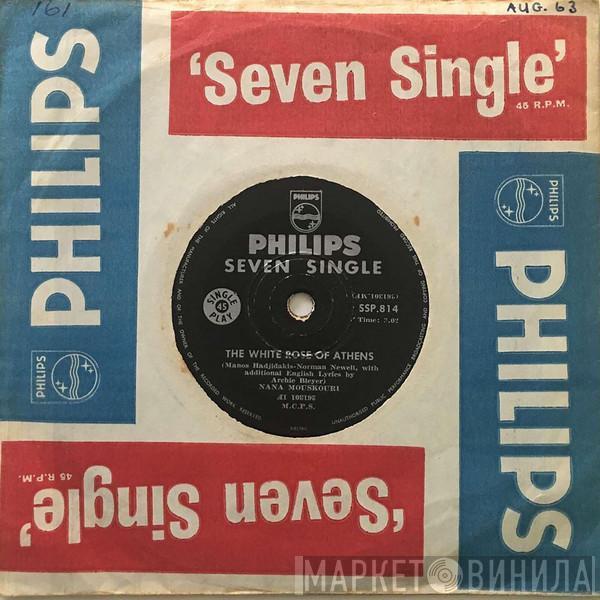 161
AUG. 63
PHILIPS
'Seven Single'
45 R.P.M.
PHILIPS
PHILIPS
PHILIPS
SEVEN SINGLE
SINGLE
45
PLAY
SSP.814
Time: 3.02
THE WHITE ROSE OF ATHENS
(Manos Hadjidakis-Norman Newell, with
additional English Lyrics by
Archie Bleyer)
NANA MOUSKOURI
M.C.P.S.
PHILIPS
PHILIPS
'Seven Single'
45 R.P.M.
МАРКЕТ ВИНИЛА